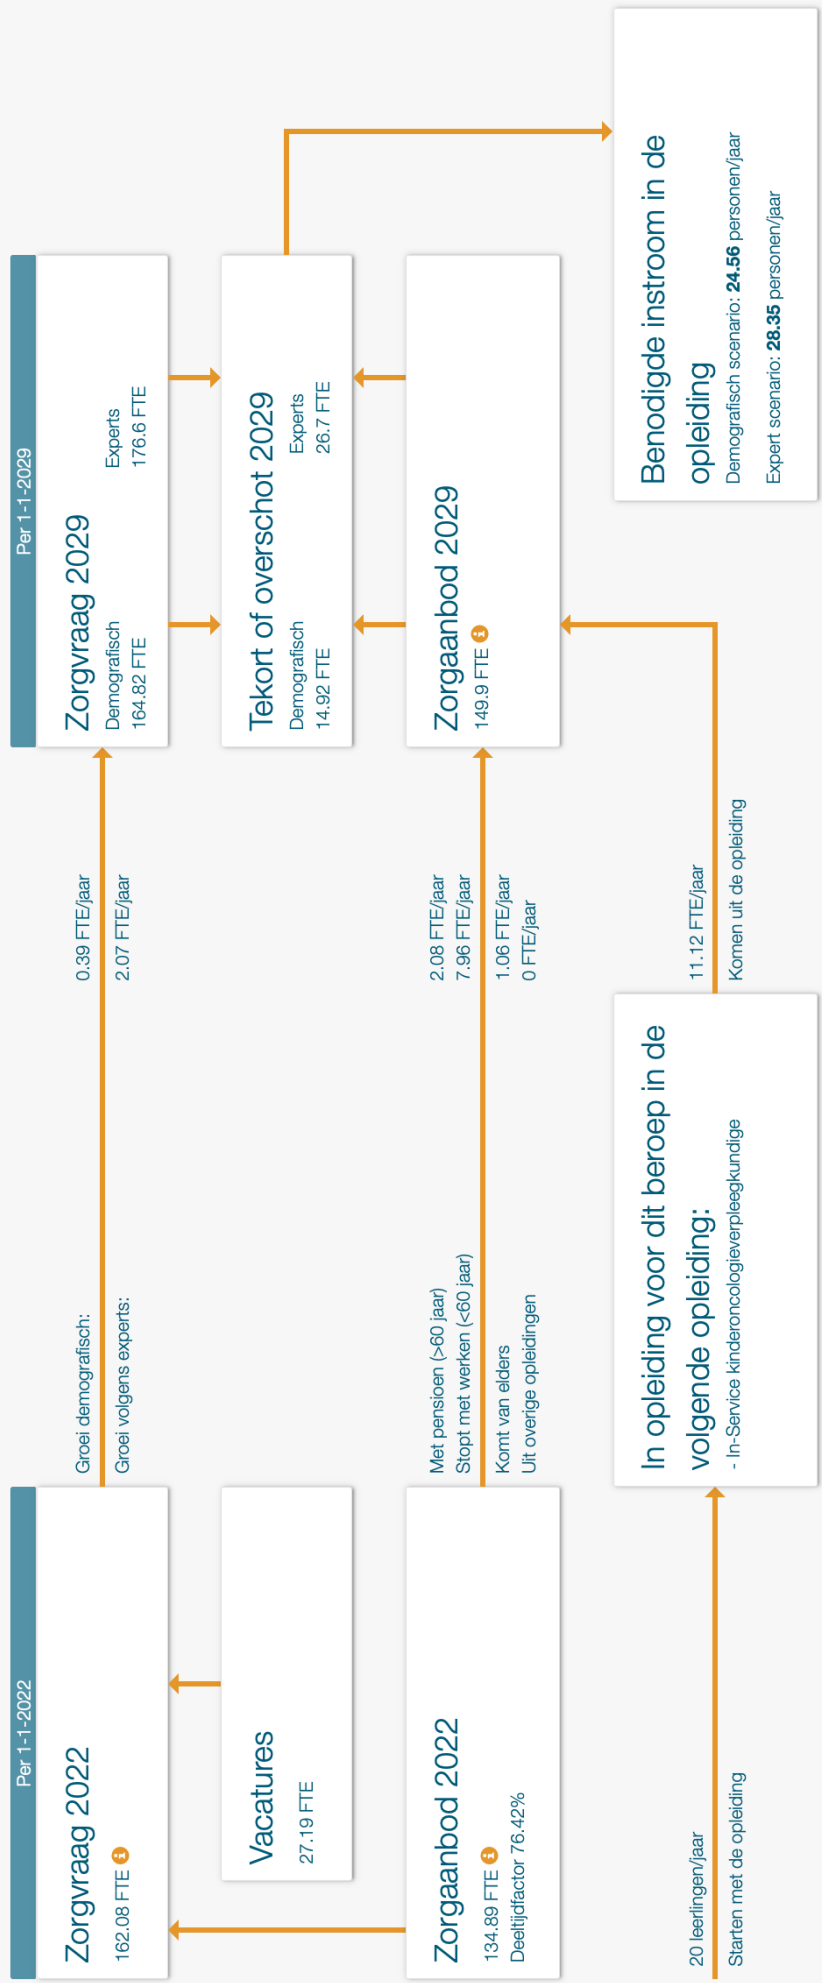 Per 1-1-2022
Zorgvraag 2022
162.08 FTE
Vacatures
27.19 FTE
Zorgaanbod 2022
134.89 FTE
Deeltijdfactor 76.42%
20 leerlingen/jaar
Starten met de opleiding
Groei demografisch: 0.39 FTE/jaar
Groei volgens experts: 2.07 FTE/jaar
Met pensioen (>60 jaar) 2.08 FTE/jaar
Stopt met werken (<60 jaar) 7.96 FTE/jaar
Komt van elders 1.06 FTE/jaar
Uit overige opleidingen 0 FTE/jaar
In opleiding voor dit beroep in de
volgende opleiding:
- In-Service kinderoncologieverpleegkundige
11.12 FTE/jaar
Komen uit de opleiding
Per 1-1-2029
Zorgvraag 2029
Demografisch Experts
164.82 FTE 176.6 FTE
Tekort of overschot 2029
Demografisch Experts
14.92 FTE 26.7 FTE
Zorgaanbod 2029
149.9 FTE
Benodigde instroom in de
opleiding
Demografisch scenario: 24.56 personen/jaar
Expert scenario: 28.35 personen/jaar